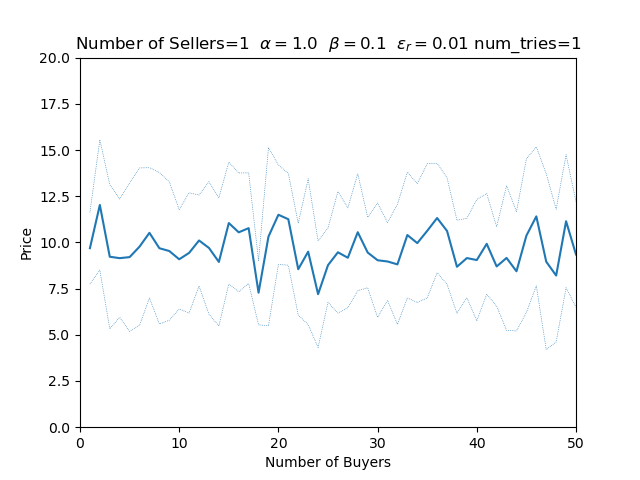 Number of Sellers=1 α = 1.0 β = 0.1 ε_r = 0.01 num_tries=1
20.0
17.5
15.0
12.5
10.0
7.5
5.0
2.5
0.0
Price
0 10 20 30 40 50
Number of Buyers